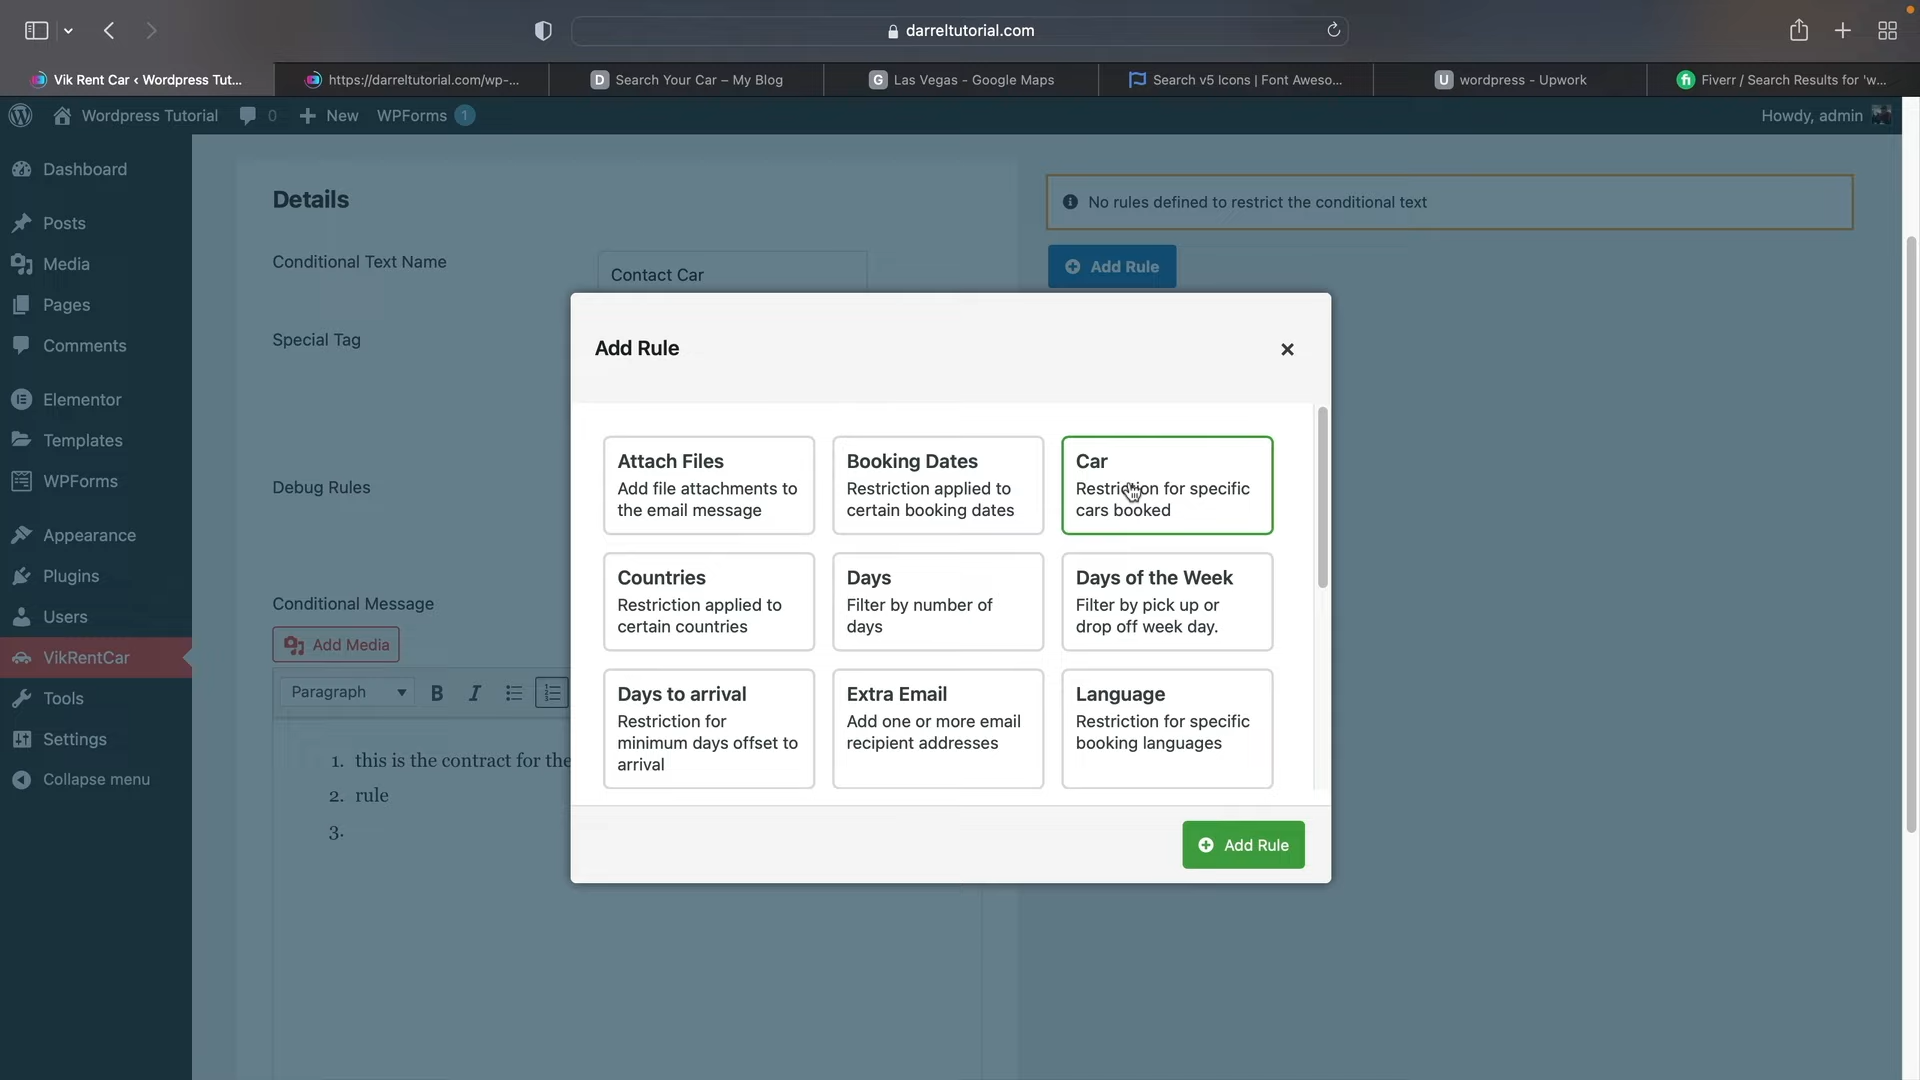 darreltutorial.com
Vik Rent Car ‹ Wordpress Tut...
https://darreltutorial.com/wp-...
D Search Your Car – My Blog
G Las Vegas - Google Maps
Search v5 Icons | Font Aweso...
U wordpress - Upwork
fi Fiverr / Search Results for 'w...
Wordpress Tutorial
0
New
WPForms 1
Howdy, admin
Dashboard
Posts
Media
Pages
Comments
Elementor
Templates
WPForms
Appearance
Plugins
Users
VikRentCar
Tools
Settings
Collapse menu
Details
Conditional Text Name
Contact Car
Special Tag
Debug Rules
Conditional Message
Add Media
Paragraph
B I
1. this is the contract for the
2. rule
3.
No rules defined to restrict the conditional text
Add Rule
Add Rule
Attach Files
Add file attachments to
the email message
Booking Dates
Restriction applied to
certain booking dates
Car
Restriction for specific
cars booked
Countries
Restriction applied to
certain countries
Days
Filter by number of
days
Days of the Week
Filter by pick up or
drop off week day.
Days to arrival
Restriction for
minimum days offset to
arrival
Extra Email
Add one or more email
recipient addresses
Language
Restriction for specific
booking languages
Add Rule